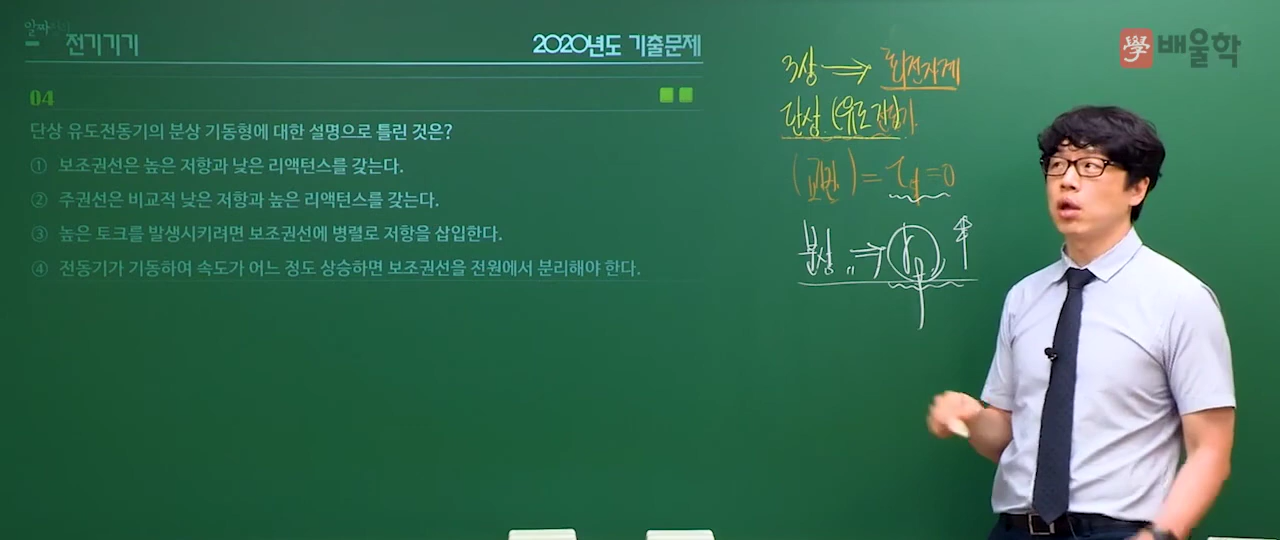 알짜
전기기기
2020년도 기출문제
學 배울학
04
단상 유도전동기의 분상 기동형에 대한 설명으로 틀린 것은?
① 보조권선은 높은 저항과 낮은 리액턴스를 갖는다.
② 주권선은 비교적 낮은 저항과 높은 리액턴스를 갖는다.
③ 높은 토크를 발생시키려면 보조권선에 병렬로 저항을 삽입한다.
④ 전동기가 기동하여 속도가 어느 정도 상승하면 보조권선을 전원에서 분리해야 한다.
3상 ⇒ 회전자계
단상 유도전동기
(교번) = =0
분상 〃 ⇒